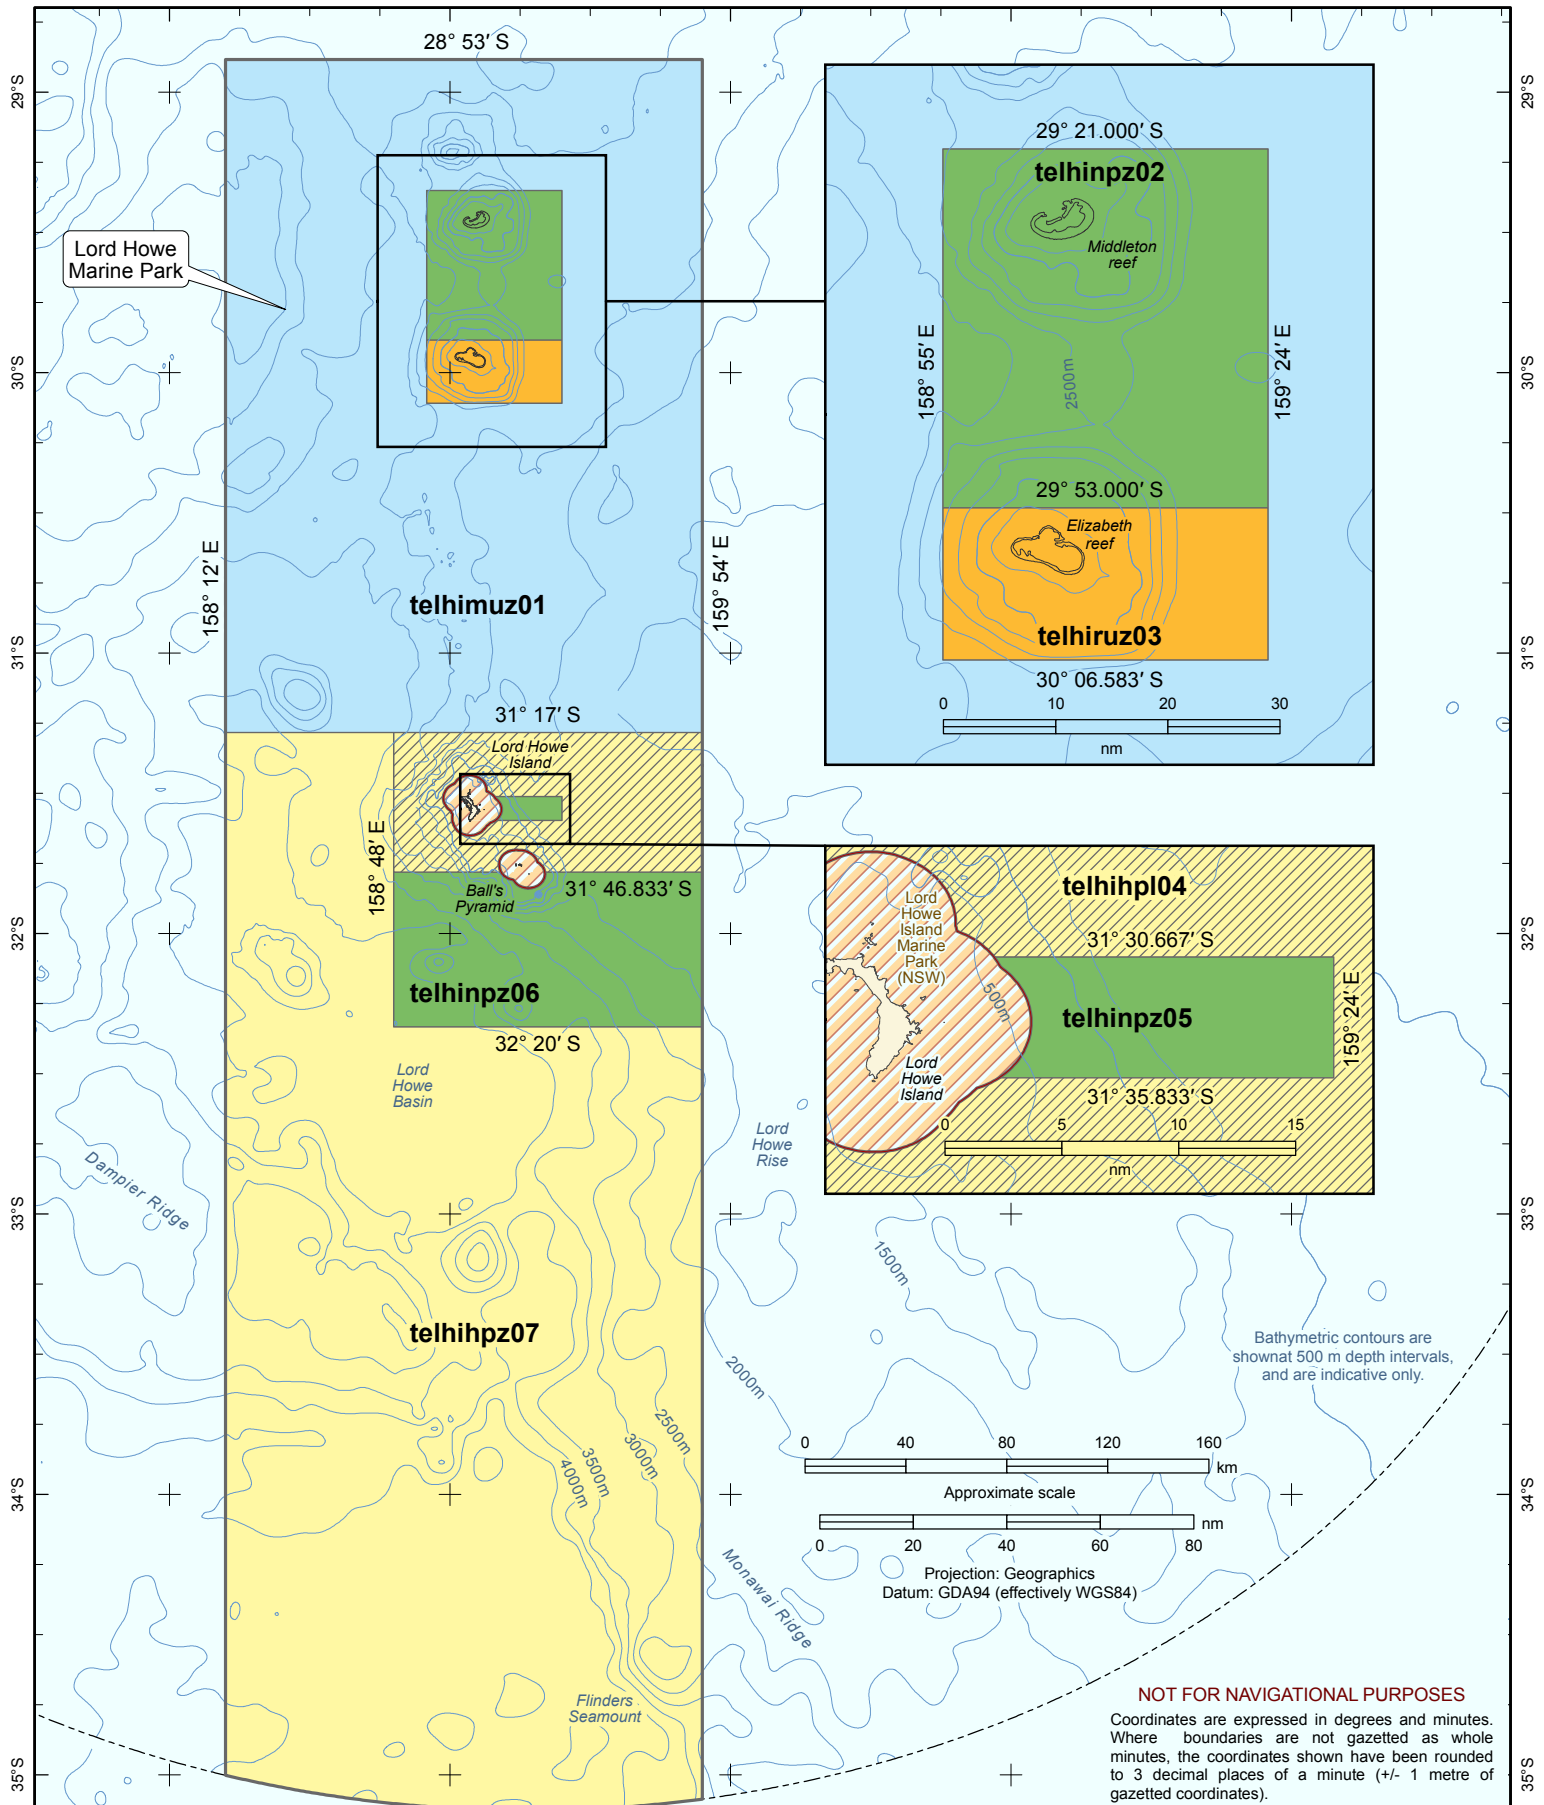 28° 53′ S
29°S
30°S
31°S
32°S
33°S
34°S
35°S
29°S
30°S
31°S
32°S
33°S
34°S
35°S
Lord Howe
Marine Park
158° 12′ E
159° 54′ E
telhimuz01
31° 17′ S
Lord Howe
Island
158° 48′ E
Ball's
Pyramid
31° 46.833′ S
telhinpz06
32° 20′ S
Lord
Howe
Basin
Dampier Ridge
Lord
Howe
Rise
telhihpz07
2000m
1500m
2500m
3000m
3500m
4000m
Monawai Ridge
Flinders
Seamount
29° 21.000′ S
telhinpz02
Middleton
reef
158° 55′ E
159° 24′ E
2500m
29° 53.000′ S
Elizabeth
reef
telhiruz03
30° 06.583′ S
0 10 20 30
nm
telhihpl04
Lord
Howe
Island
Marine
Park
(NSW)
31° 30.667′ S
500m
telhinpz05
159° 24′ E
Lord
Howe
Island
31° 35.833′ S
0 5 10 15
nm
Bathymetric contours are
shownat 500 m depth intervals,
and are indicative only.
0 40 80 120 160
km
Approximate scale
nm
0 20 40 60 80
Projection: Geographics
Datum: GDA94 (effectively WGS84)
NOT FOR NAVIGATIONAL PURPOSES
Coordinates are expressed in degrees and minutes.
Where boundaries are not gazetted as whole
minutes, the coordinates shown have been rounded
to 3 decimal places of a minute (+/- 1 metre of
gazetted coordinates).